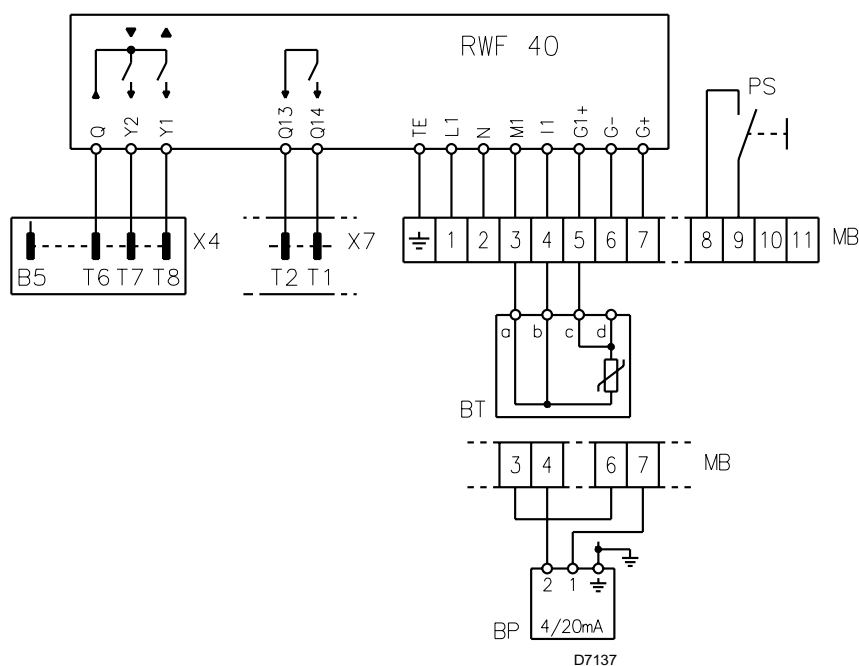 RWF 40
PS
Q Y2 Y1 Q13 Q14 TE L1 N M1 I1 G1+ G- G+
X4 X7 1 2 3 4 5 6 7 8 9 10 11 MB
B5 T6 T7 T8 T2 T1
a b c d
BT
3 4 6 7 MB
2 1
BP 4/20mA
D7137